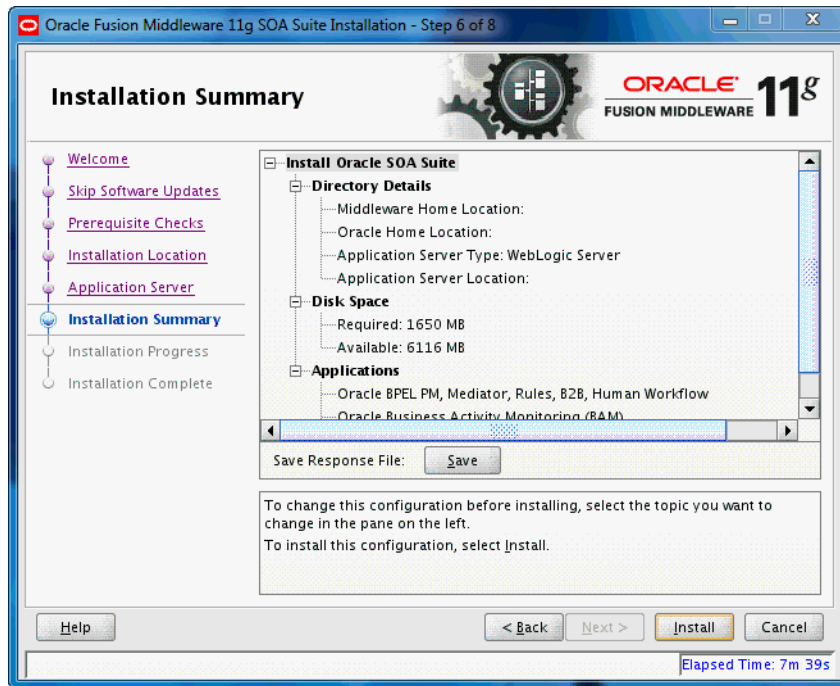 Oracle Fusion Middleware 11g SOA Suite Installation - Step 6 of 8
Installation Summary
ORACLE
FUSION MIDDLEWARE
11g
Welcome
Skip Software Updates
Prerequisite Checks
Installation Location
Application Server
Installation Summary
Installation Progress
Installation Complete
Install Oracle SOA Suite
Directory Details
Middleware Home Location:
Oracle Home Location:
Application Server Type: WebLogic Server
Application Server Location:
Disk Space
Required: 1650 MB
Available: 6116 MB
Applications
Oracle BPEL PM, Mediator, Rules, B2B, Human Workflow
Oracle Business Activity Monitoring (BAM)
Save Response File: Save
To change this configuration before installing, select the topic you want to
change in the pane on the left.
To install this configuration, select Install.
Help < Back Next > Install Cancel
Elapsed Time: 7m 39s